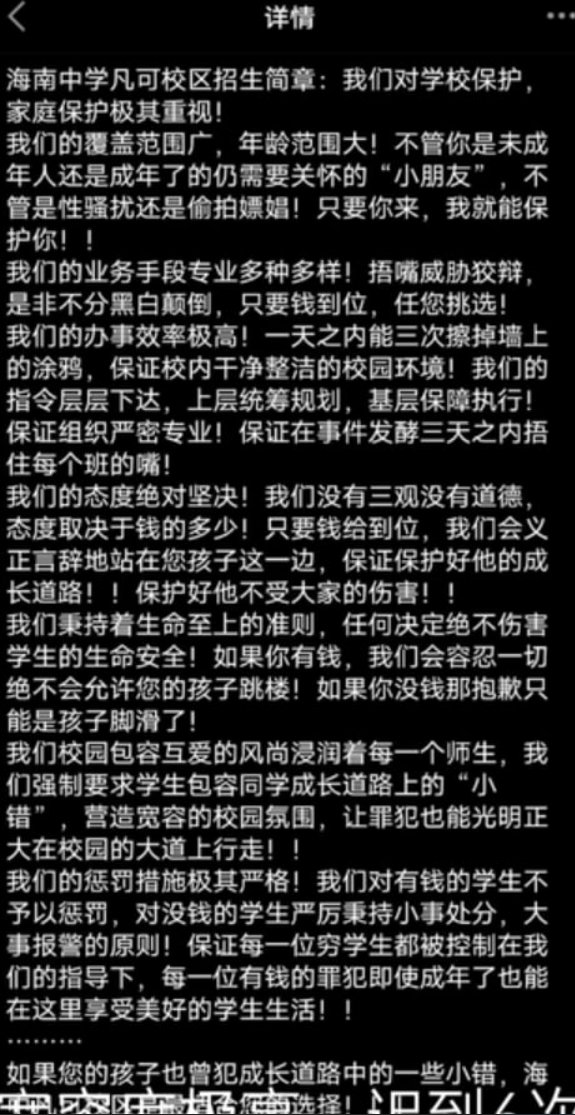 详情
海南中学凡可校区招生简章：我们对学校保护，
家庭保护极其重视！
我们的覆盖范围广，年龄范围大！不管你是未成
年人还是成年了的仍需要关怀的“小朋友”，不
管是性骚扰还是偷拍嫖娼！只要你来，我就能保
护你！！
我们的业务手段专业多种多样！捂嘴威胁狡辩，
是非不分黑白颠倒，只要钱到位，任您挑选！
我们的办事效率极高！一天之内能三次擦掉墙上
的涂鸦，保证校内干净整洁的校园环境！我们的
指令层层下达，上层统筹规划，基层保障执行！
保证组织严密专业！保证在事件发酵三天之内捂
住每个班的嘴！
我们的态度绝对坚决！我们没有三观没有道德，
态度取决于钱的多少！只要钱给到位，我们会义
正言辞地站在您孩子这一边，保证保护好他的成
长道路！！保护好他不受大家的伤害！！
我们秉持着生命至上的准则，任何决定绝不伤害
学生的生命安全！如果你有钱，我们会容忍一切
绝不会允许您的孩子跳楼！如果你没钱那抱歉只
能是孩子脚滑了！
我们校园包容互爱的风尚浸润着每一个师生，我
们强制要求学生包容同学成长道路上的“小
错”，营造宽容的校园氛围，让罪犯也能光明正
大在校园的大道上行走！！
我们的惩罚措施极其严格！我们对有钱的学生不
予以惩罚，对没钱的学生严厉秉持小事处分，大
事报警的原则！保证每一位穷学生都被控制在我
们的指导下，每一位有钱的罪犯即使成年了也能
在这里享受美好的学生生活！！
………
如果您的孩子也曾犯成长道路中的一些小错，海
的选择！